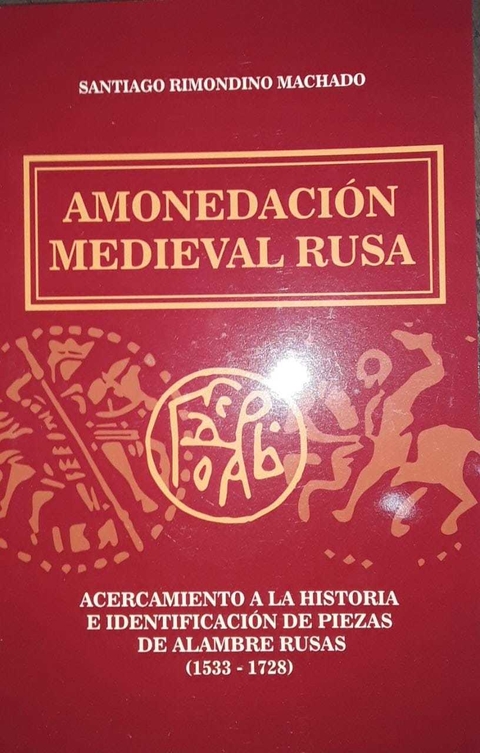 SANTIAGO RIMONDINO MACHADO
AMONEDACIÓN
MEDIEVAL RUSA
ACERCAMIENTO A LA HISTORIA
E IDENTIFICACIÓN DE PIEZAS
DE ALAMBRE RUSAS
(1533 - 1728)